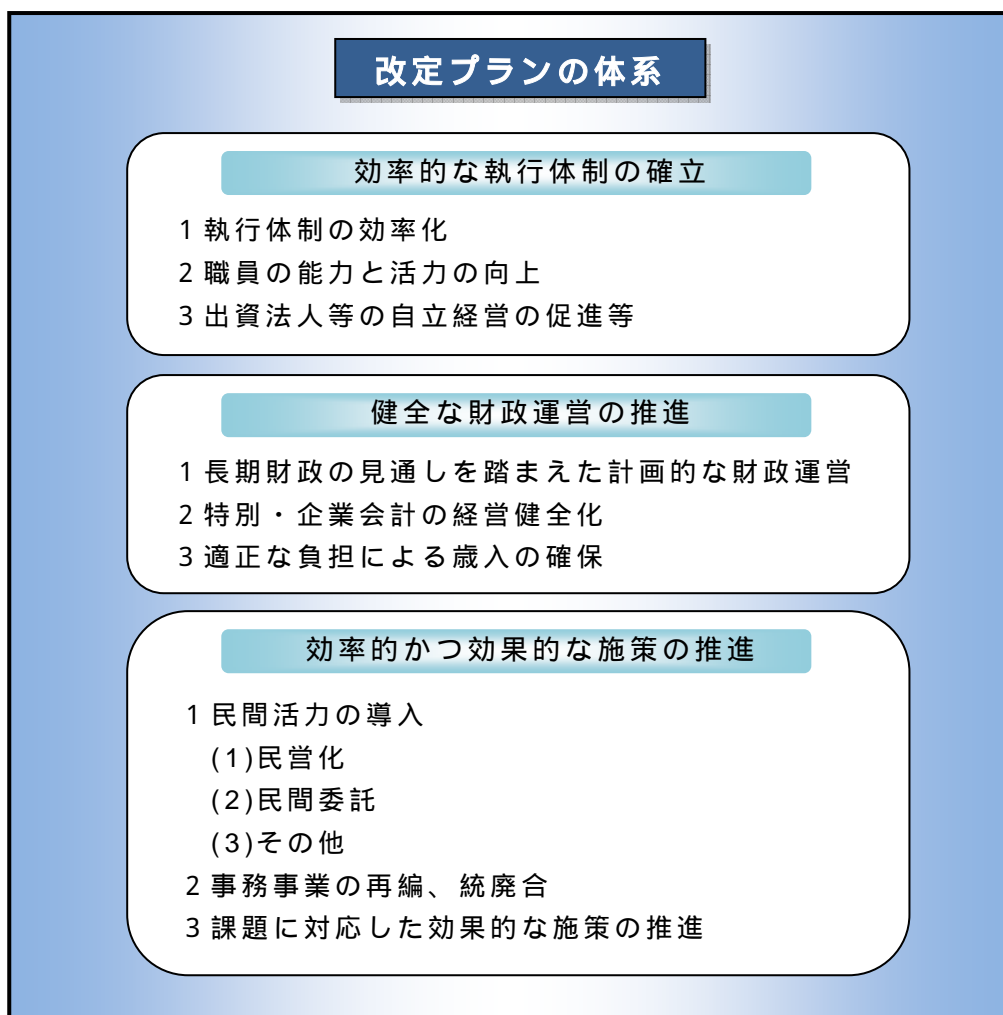 改定プランの体系
効率的な執行体制の確立
1 執行体制の効率化
2 職員の能力と活力の向上
3 出資法人等の自立経営の促進等
健全な財政運営の推進
1 長期財政の見通しを踏まえた計画的な財政運営
2 特別・企業会計の経営健全化
3 適正な負担による歳入の確保
効率的かつ効果的な施策の推進
1 民間活力の導入
(1)民営化
(2)民間委託
(3)その他
2 事務事業の再編、統廃合
3 課題に対応した効果的な施策の推進